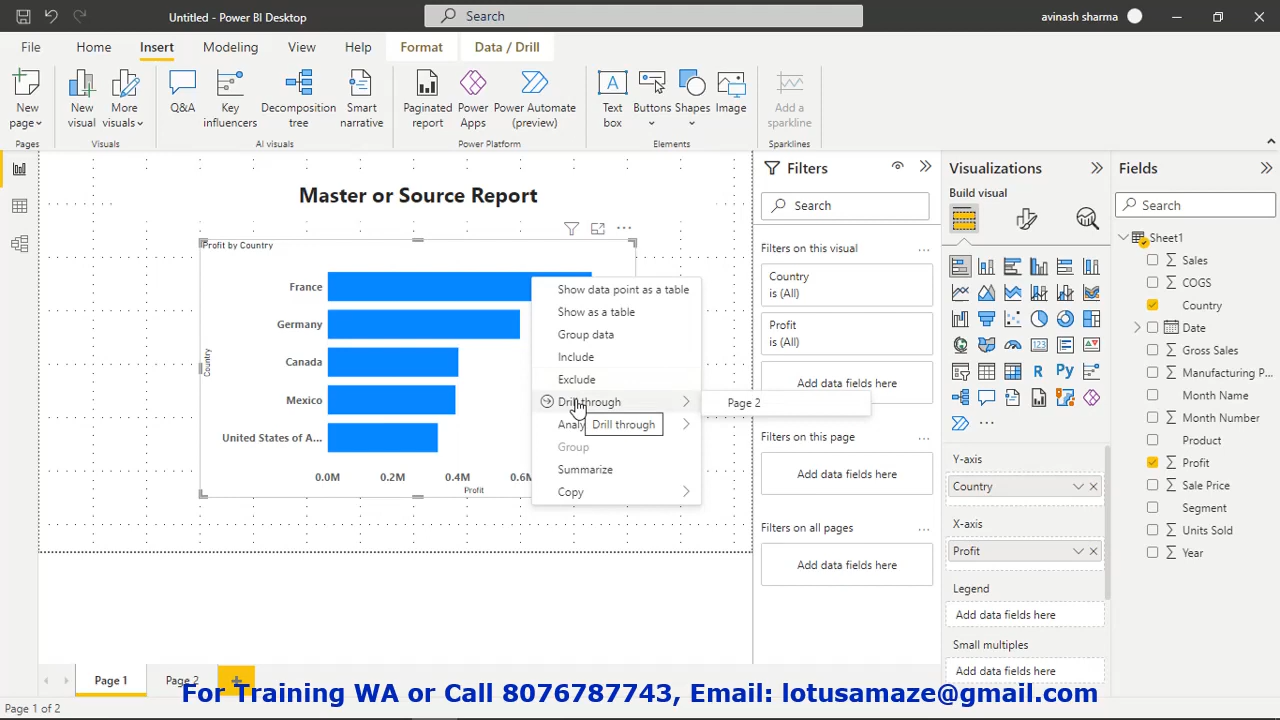 Untitled - Power BI Desktop
Search
avinash sharma
File Home Insert Modeling View Help Format Data / Drill
New page
New visual
More visuals
Q&A
Key influencers
Decomposition tree
Smart narrative
Paginated report
Power Apps
Power Automate (preview)
Text box
Buttons
Shapes
Image
Add a sparkline
Pages
Visuals
AI visuals
Power Platform
Elements
Sparklines
Master or Source Report
Profit by Country
Country
France
Germany
Canada
Mexico
United States of A...
0.0M 0.2M 0.4M
Profit
Show data point as a table
Show as a table
Group data
Include
Exclude
Drill through
Page 2
Drill through
Group
Summarize
Copy
Filters
Search
Filters on this visual
Country
is (All)
Profit
is (All)
Add data fields here
Filters on this page
Add data fields here
Filters on all pages
Add data fields here
Visualizations
Build visual
R
Py
123
Y-axis
Country
X-axis
Profit
Legend
Add data fields here
Small multiples
Add data fields here
Fields
Search
Sheet1
Sales
COGS
Country
Date
Gross Sales
Manufacturing P...
Month Name
Month Number
Product
Profit
Sale Price
Segment
Units Sold
Year
Page 1
Page 2
For Training WA or Call 8076787743, Email: lotusamaze@gmail.com
Page 1 of 2